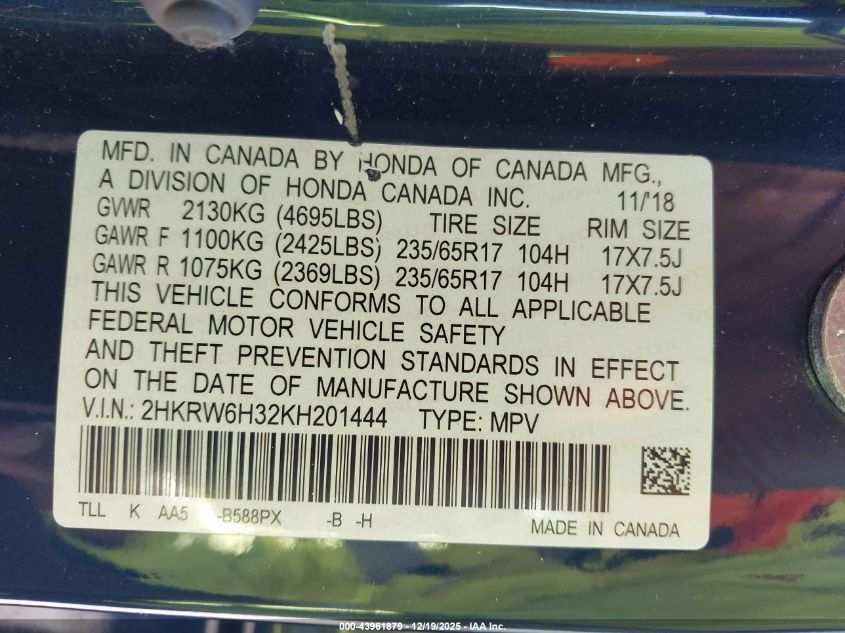 MFD. IN CANADA BY HONDA OF CANADA MFG.,
A DIVISION OF HONDA CANADA INC. 11/'18
GVWR 2130KG (4695LBS) TIRE SIZE RIM SIZE
GAWR F 1100KG (2425LBS) 235/65R17 104H 17X7.5J
GAWR R 1075KG (2369LBS) 235/65R17 104H 17X7.5J
THIS VEHICLE CONFORMS TO ALL APPLICABLE
FEDERAL MOTOR VEHICLE SAFETY
AND THEFT PREVENTION STANDARDS IN EFFECT
ON THE DATE OF MANUFACTURE SHOWN ABOVE.
V.I.N.: 2HKRW6H32KH201444 TYPE: MPV
TLL K AA5 -B588PX -B -H
MADE IN CANADA
000-43961879 - 12/19/2025 - IAA Inc.